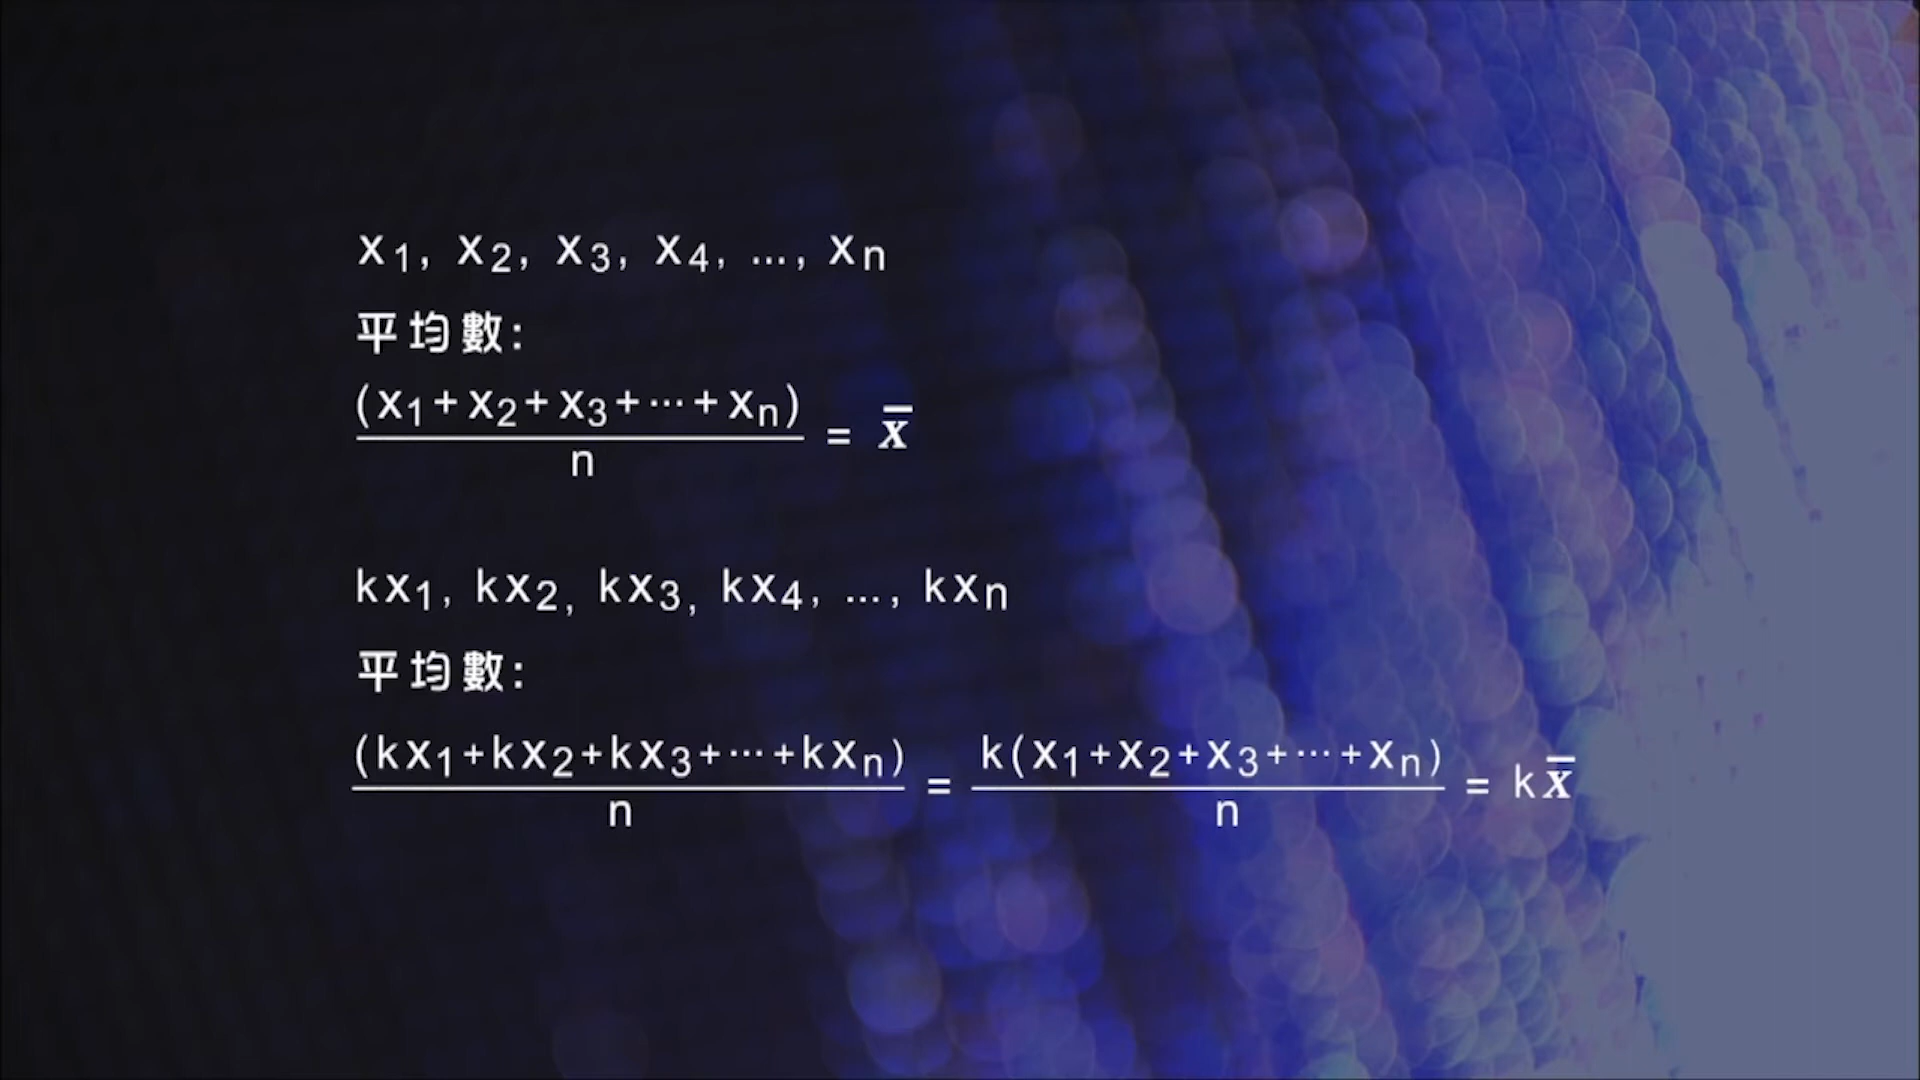 x₁, x₂, x₃, x₄, ..., xₙ
平均數:
(x₁+x₂+x₃+⋯+xₙ)/n = x̄
kx₁, kx₂, kx₃, kx₄, ..., kxₙ
平均數:
(kx₁+kx₂+kx₃+⋯+kxₙ)/n = k(x₁+x₂+x₃+⋯+xₙ)/n = kx̄